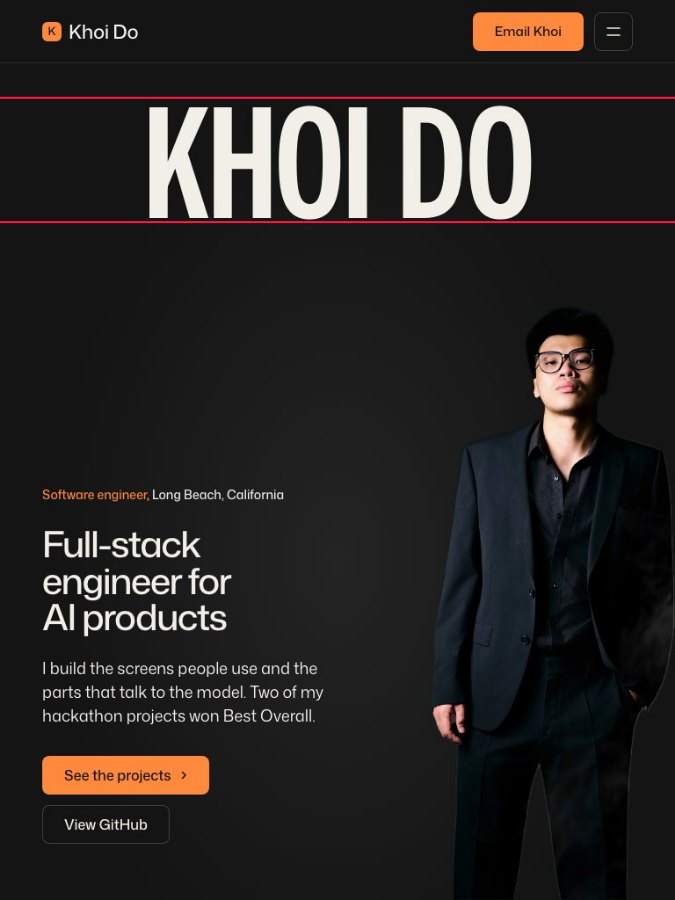 K Khoi Do
Email Khoi
KHOI DO
Software engineer, Long Beach, California
Full-stack
engineer for
AI products
I build the screens people use and the
parts that talk to the model. Two of my
hackathon projects won Best Overall.
See the projects
View GitHub